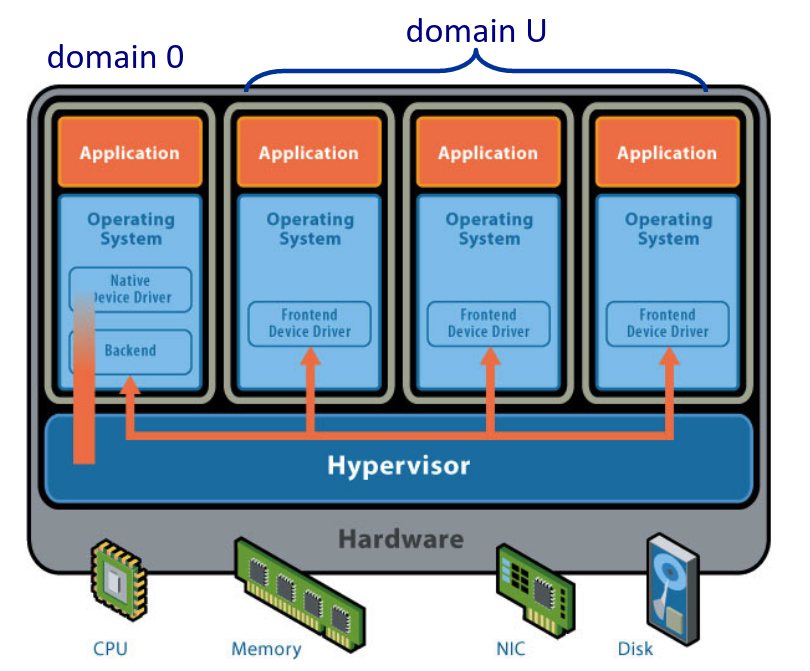 domain 0
domain U
Application
Application
Application
Application
Operating
System
Operating
System
Operating
System
Operating
System
Native
Device Driver
Backend
Frontend
Device Driver
Frontend
Device Driver
Frontend
Device Driver
Hypervisor
Hardware
CPU
Memory
NIC
Disk